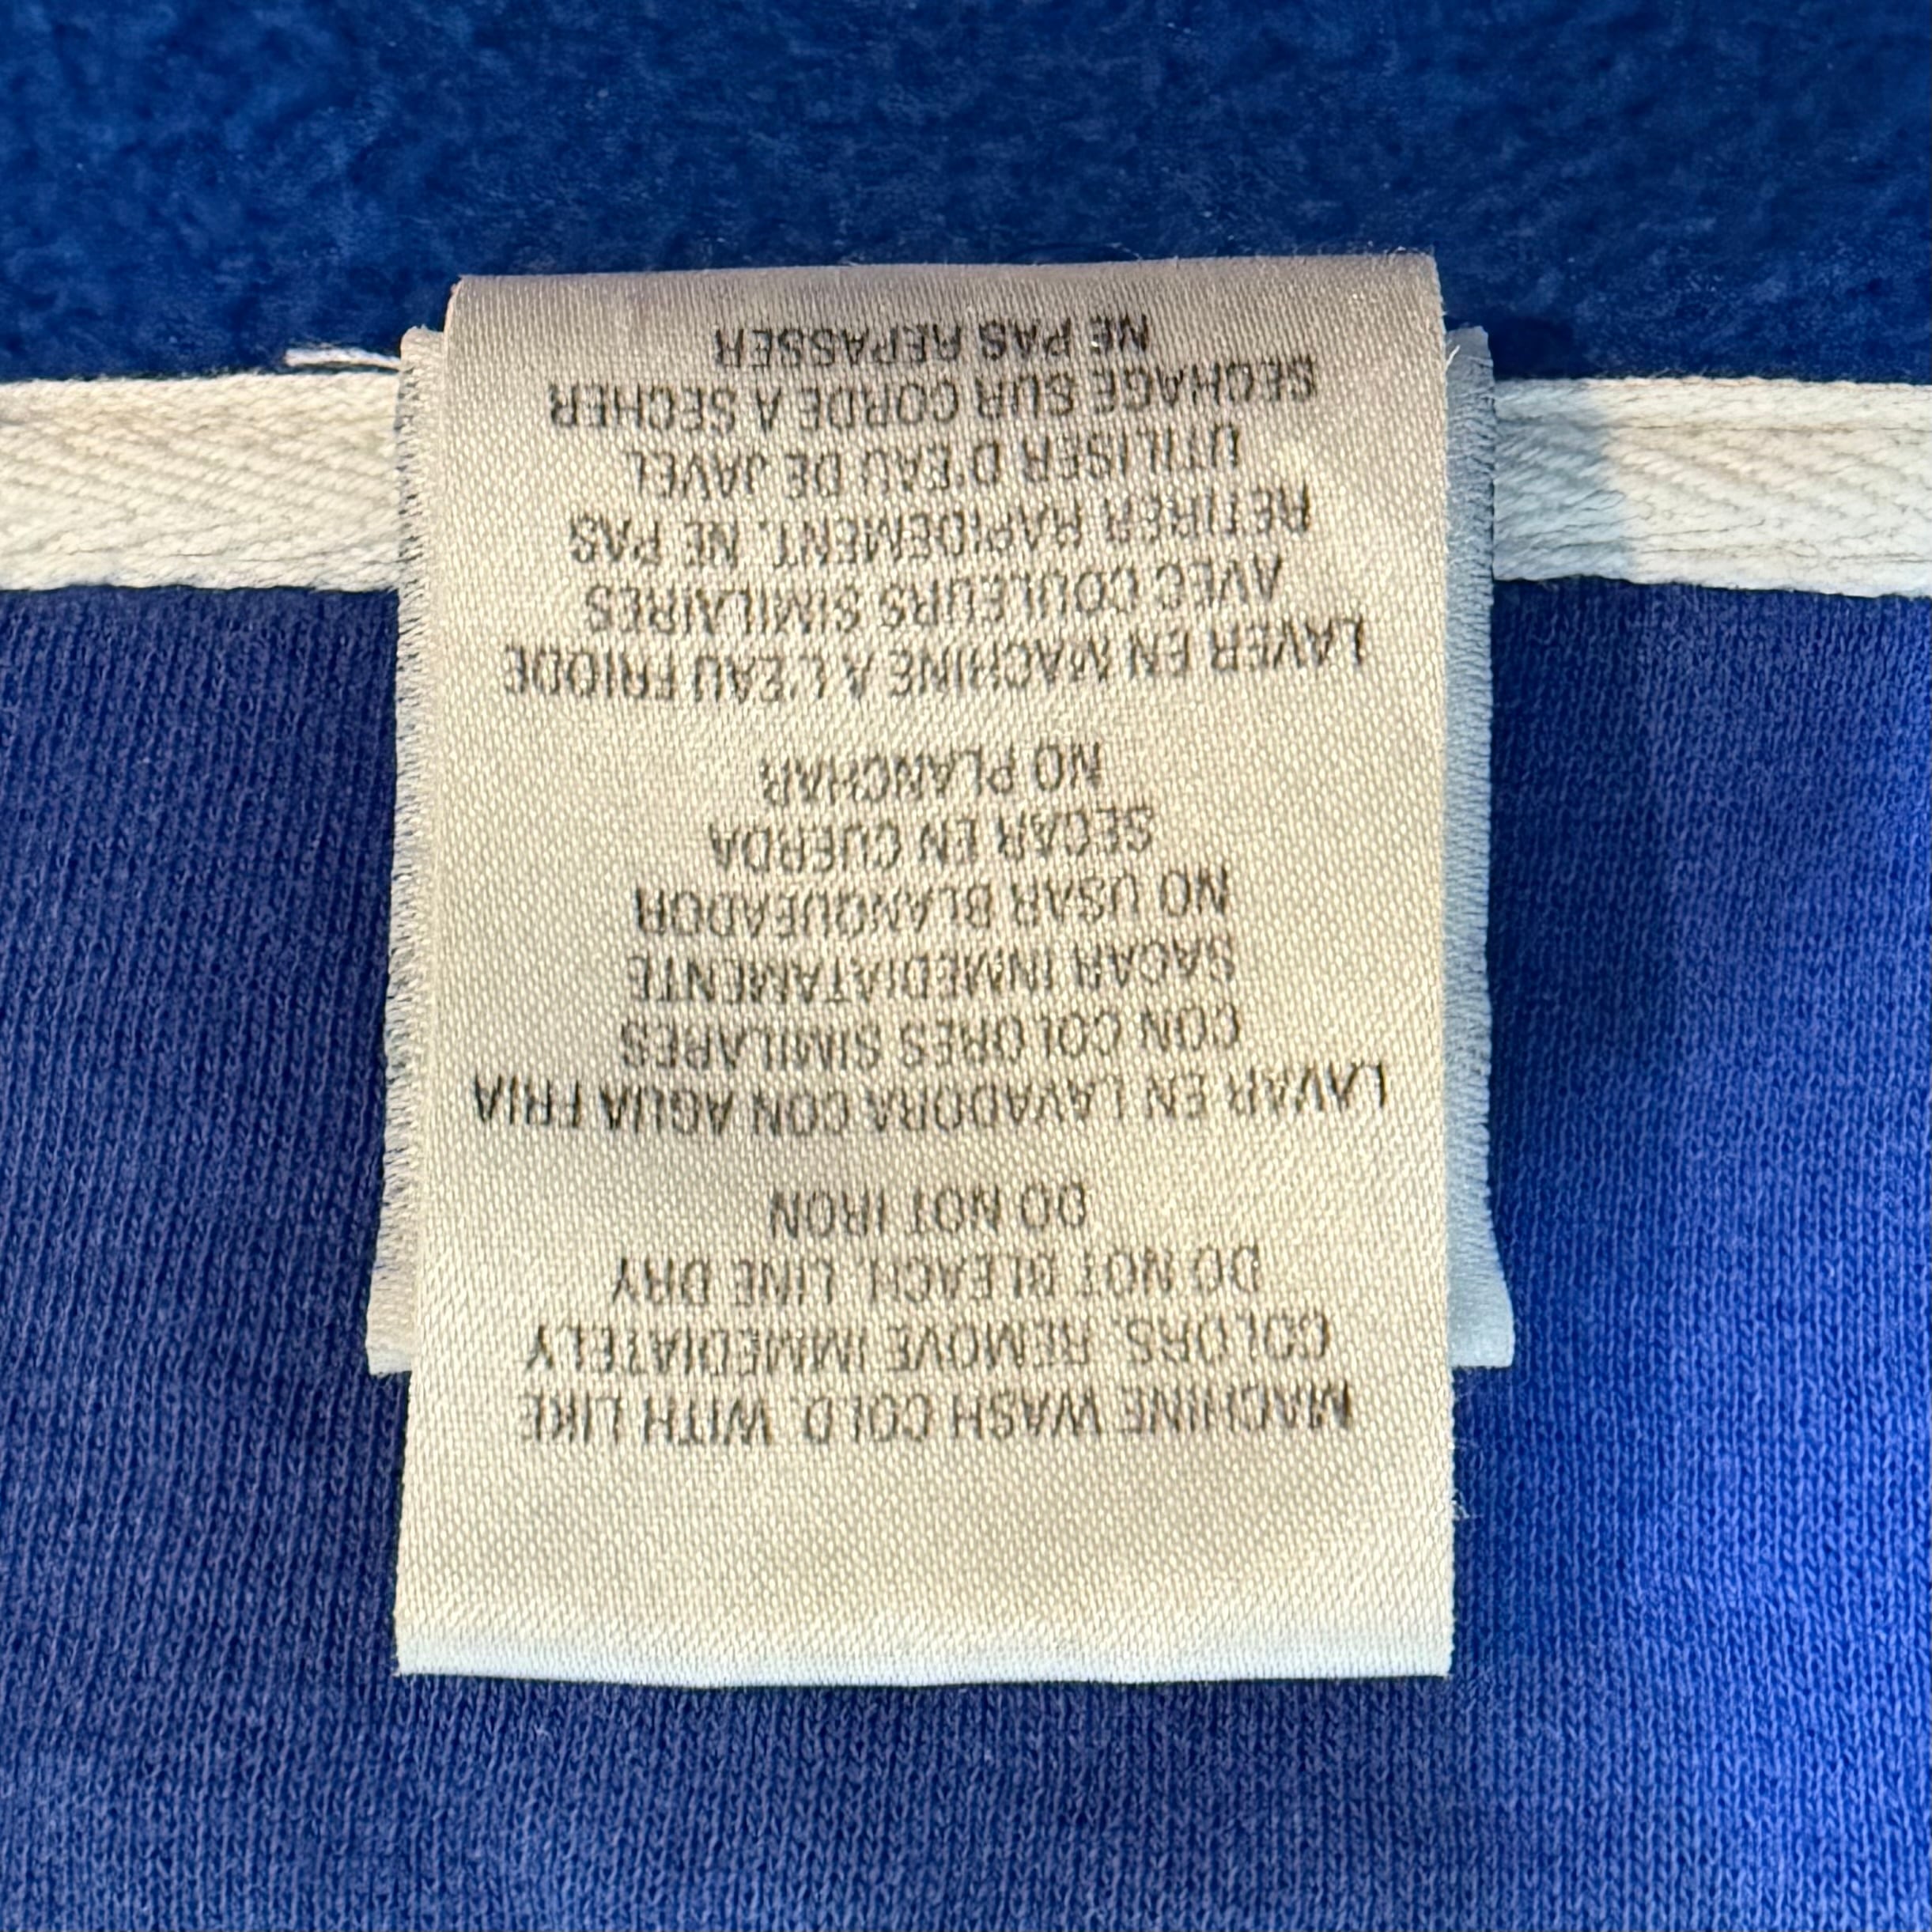 MACHINE WASH COLD, WITH LIKE
COLORS, REMOVE IMMEDIATELY
DO NOT BLEACH, LINE DRY
DO NOT IRON
LAVAR EN LAVADORA CON AGUA FRIA
CON COLORES SIMILARES
SACAR INMEDIATAMENTE
NO USAR BLANQUEADOR
SECAR EN CUERDA
NO PLANCHAR
LAVER EN MACHINE A L'EAU FRIODE
AVEC COULEURS SIMILAIRES
RETIRER RAPIDEMENT, NE PAS
UTILISER D'EAU DE JAVEL
SECHAGE SUR CORDE A SECHER
NE PAS REPASSER